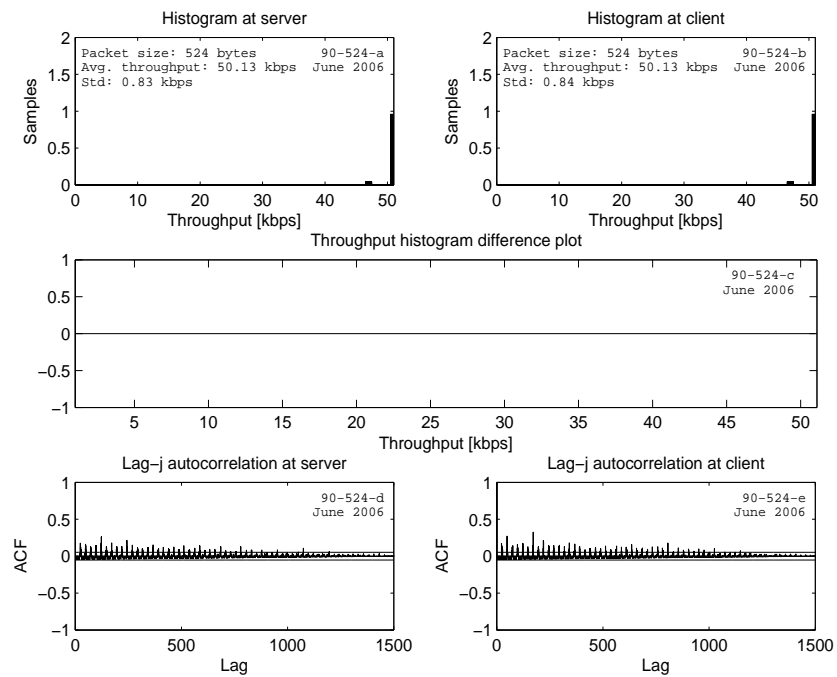 Histogram at server
2
1.5
1
0.5
0
Samples
Packet size: 524 bytes 90-524-a
Avg. throughput: 50.13 kbps June 2006
Std: 0.83 kbps
0 10 20 30 40 50
Throughput [kbps]
Histogram at client
2
1.5
1
0.5
0
Samples
Packet size: 524 bytes 90-524-b
Avg. throughput: 50.13 kbps June 2006
Std: 0.84 kbps
0 10 20 30 40 50
Throughput [kbps]
Throughput histogram difference plot
1
0.5
0
−0.5
−1
90-524-c
June 2006
5 10 15 20 25 30 35 40 45 50
Throughput [kbps]
Lag−j autocorrelation at server
1
0.5
0
−0.5
−1
ACF
90-524-d
June 2006
0 500 1000 1500
Lag
Lag−j autocorrelation at client
1
0.5
0
−0.5
−1
ACF
90-524-e
June 2006
0 500 1000 1500
Lag